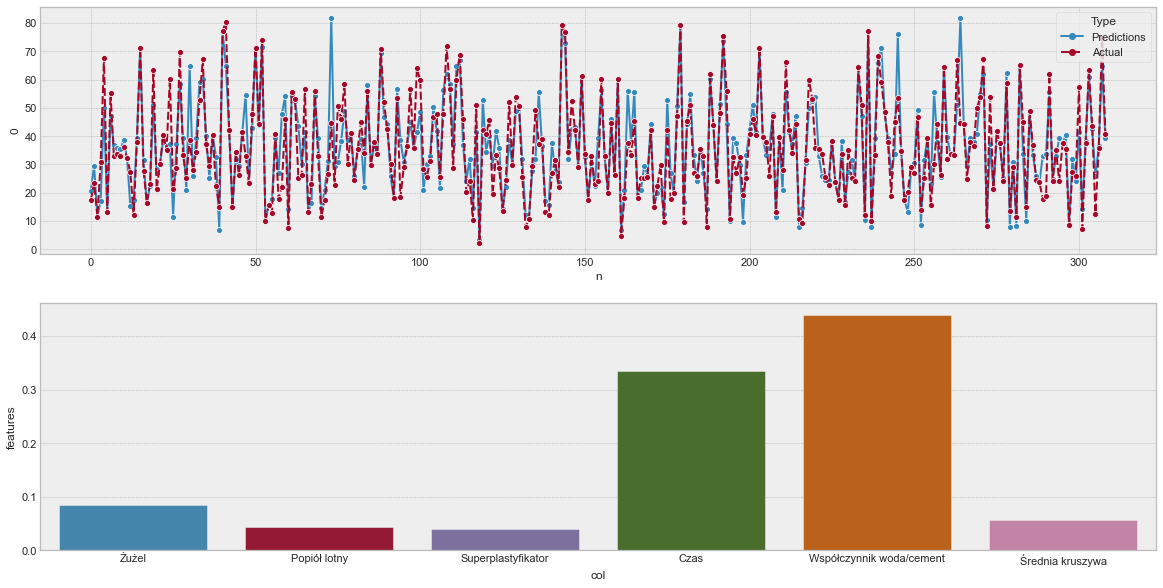 80
70
60
50
40
30
20
10
0
0
Type
Predictions
Actual
0 50 100 150 200 250 300
n
0.4
0.3
0.2
0.1
0.0
features
Żużel Popiół lotny Superplastyfikator Czas Współczynnik woda/cement Średnia kruszywa
col